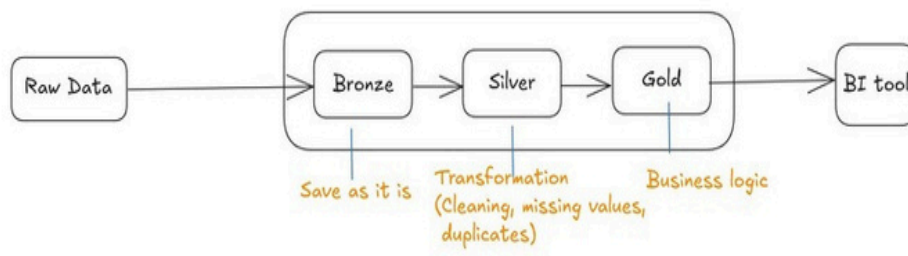 Raw Data
Bronze
Silver
Gold
BI tool
Save as it is
Transformation
(Cleaning, missing values,
duplicates)
Business logic